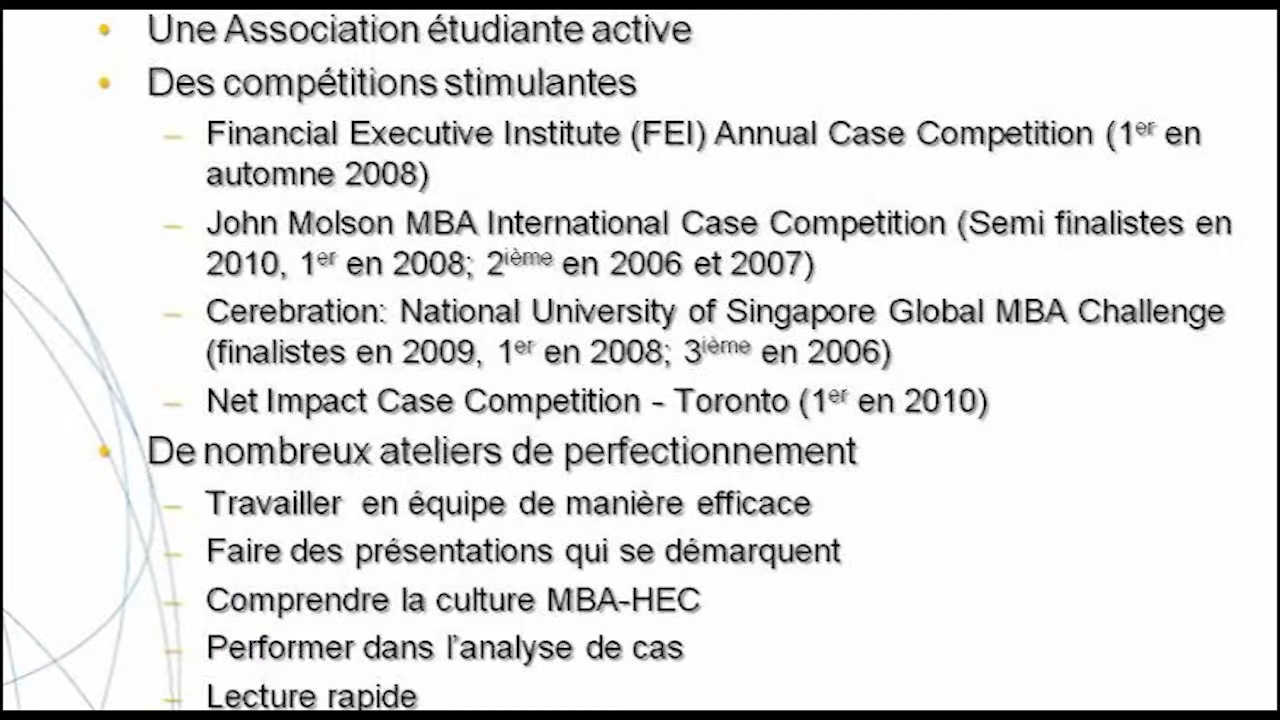 • Une Association étudiante active
• Des compétitions stimulantes
– Financial Executive Institute (FEI) Annual Case Competition (1er en
automne 2008)
– John Molson MBA International Case Competition (Semi finalistes en
2010, 1er en 2008; 2ième en 2006 et 2007)
– Cerebration: National University of Singapore Global MBA Challenge
(finalistes en 2009, 1er en 2008; 3ième en 2006)
– Net Impact Case Competition - Toronto (1er en 2010)
• De nombreux ateliers de perfectionnement
– Travailler en équipe de manière efficace
– Faire des présentations qui se démarquent
– Comprendre la culture MBA-HEC
– Performer dans l'analyse de cas
– Lecture rapide